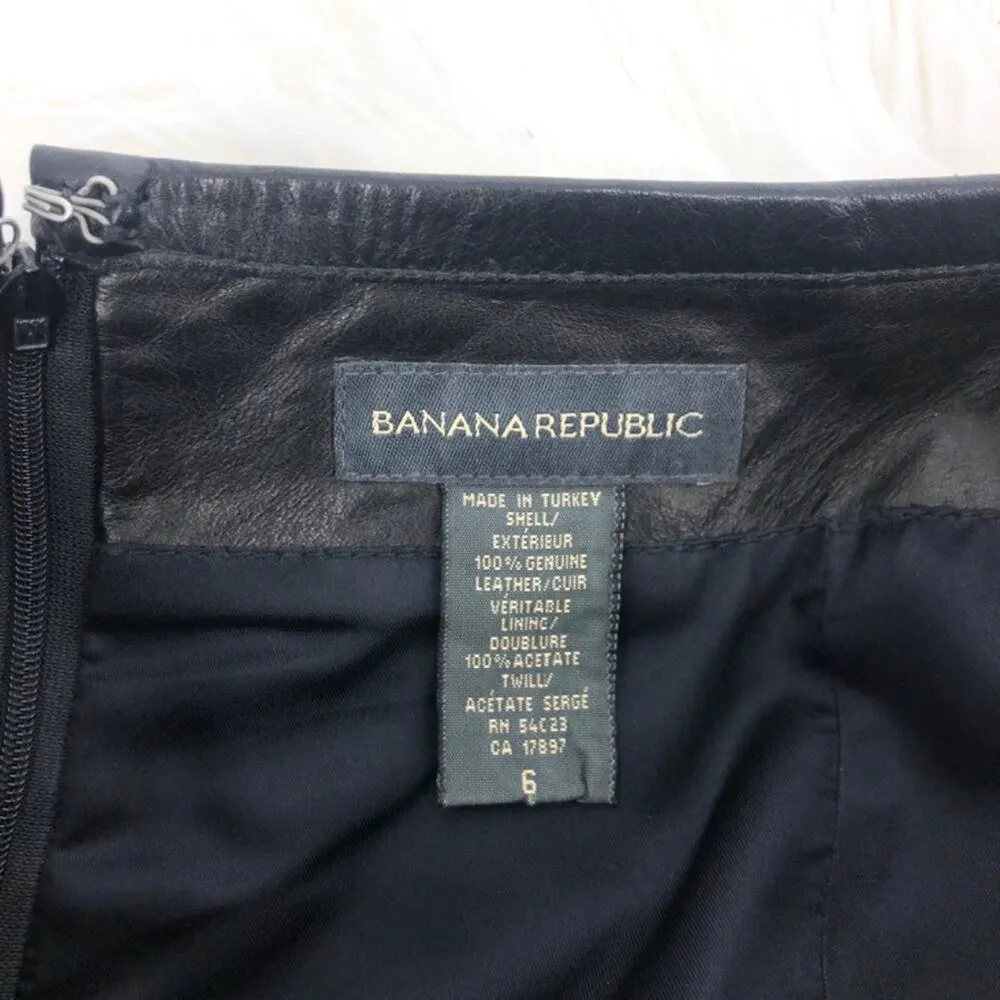 BANANA REPUBLIC
MADE IN TURKEY
SHELL/
EXTÉRIEUR
100% GENUINE
LEATHER/CUIR
VÉRITABLE
LINING/
DOUBLURE
100% ACETATE
TWILL/
ACÉTATE SERGÉ
RN 54023
CA 17897
6